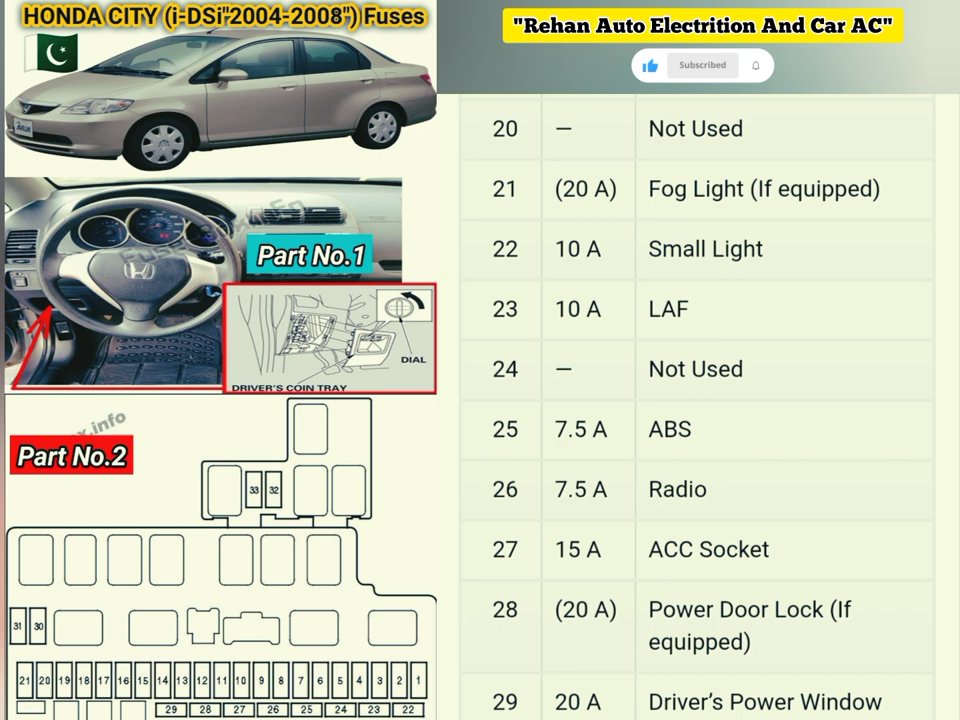 HONDA CITY (i-DSi"2004-2008") Fuses
"Rehan Auto Electrition And Car AC"
Subscribed
Part No.1
DIAL
DRIVER'S COIN TRAY
x.info
Part No.2
33 32
31 30
21 20 19 18 17 16 15 14 13 12 11 10 9 8 7 6 5 4 3 2 1
29 28 27 26 25 24 23 22
20 — Not Used
21 (20 A) Fog Light (If equipped)
22 10 A Small Light
23 10 A LAF
24 — Not Used
25 7.5 A ABS
26 7.5 A Radio
27 15 A ACC Socket
28 (20 A) Power Door Lock (If
equipped)
29 20 A Driver’s Power Window